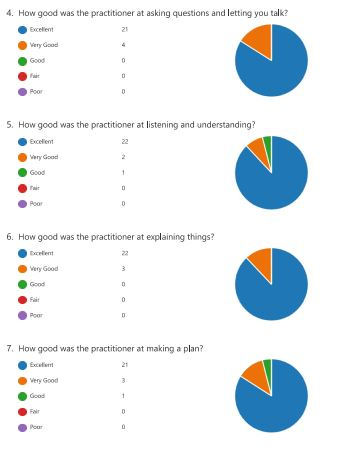 4. How good was the practitioner at asking questions and letting you talk?
Excellent 21
Very Good 4
Good 0
Fair 0
Poor 0
5. How good was the practitioner at listening and understanding?
Excellent 22
Very Good 2
Good 1
Fair 0
Poor 0
6. How good was the practitioner at explaining things?
Excellent 22
Very Good 3
Good 0
Fair 0
Poor 0
7. How good was the practitioner at making a plan?
Excellent 21
Very Good 3
Good 1
Fair 0
Poor 0